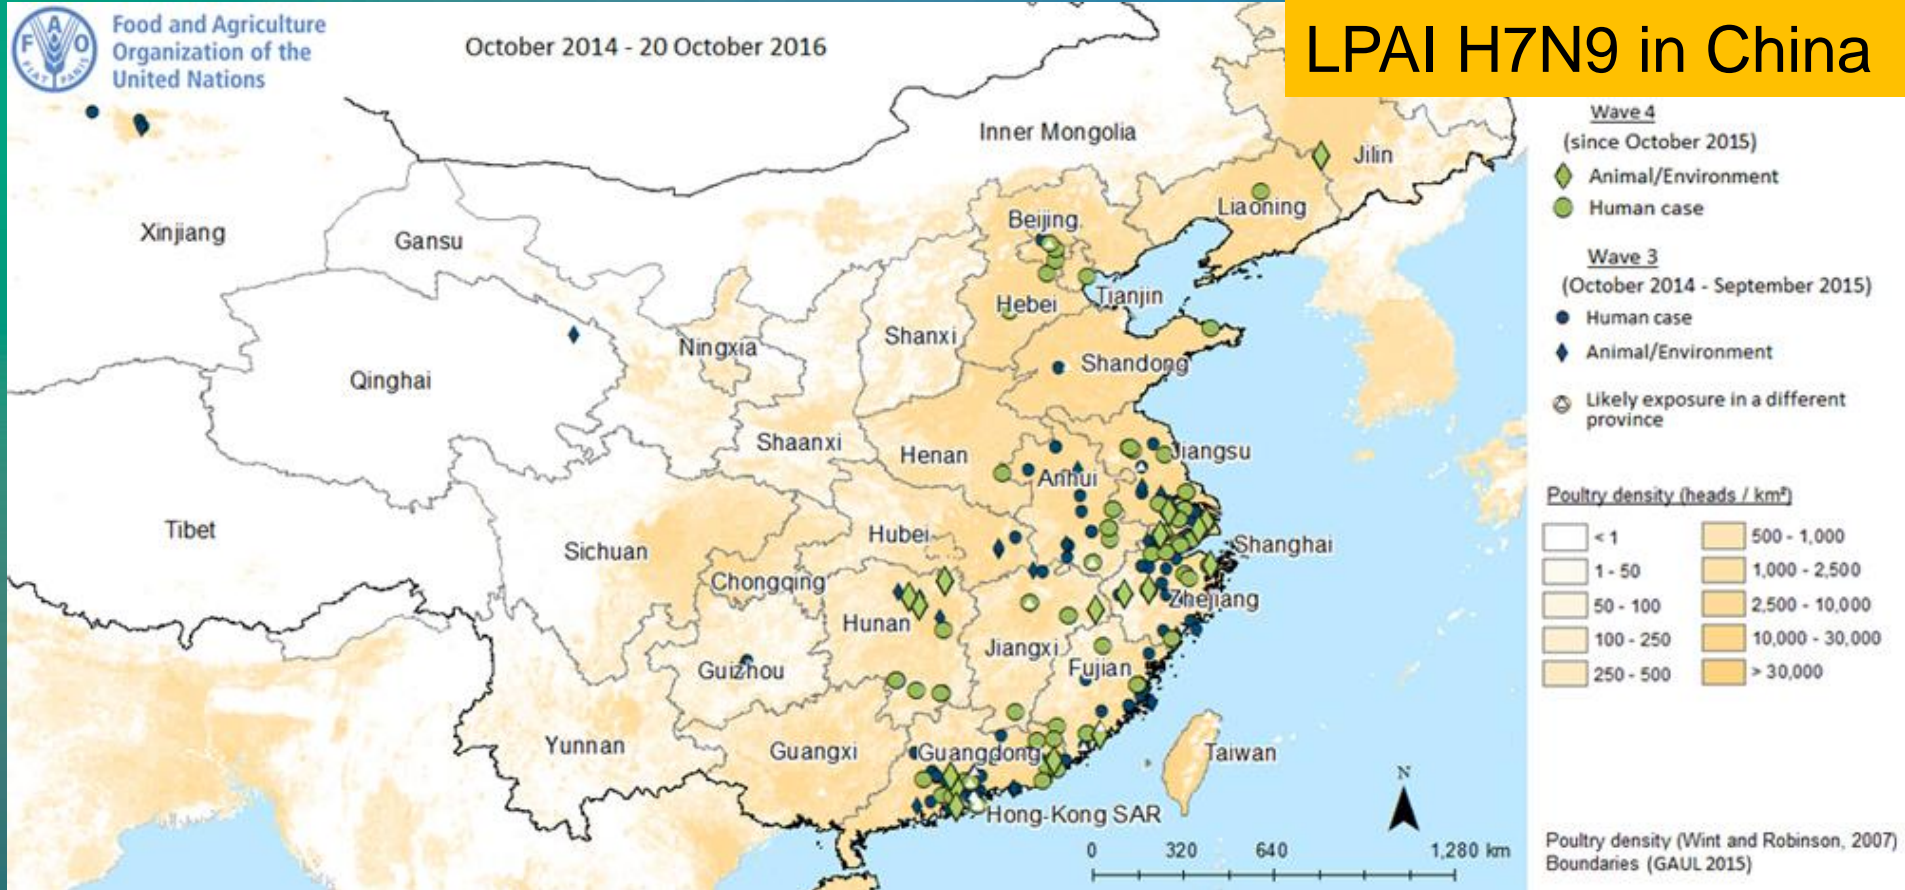 Food and Agriculture
Organization of the
United Nations
FAO
FIAT PANIS
October 2014 - 20 October 2016
LPAI H7N9 in China
Wave 4
(since October 2015)
Animal/Environment
Human case
Wave 3
(October 2014 - September 2015)
Human case
Animal/Environment
Likely exposure in a different
province
Poultry density (heads / km²)
< 1
500 - 1,000
1 - 50
1,000 - 2,500
50 - 100
2,500 - 10,000
100 - 250
10,000 - 30,000
250 - 500
> 30,000
Inner Mongolia
Jilin
Liaoning
Beijing
Xinjiang
Gansu
Tianjin
Hebei
Shanxi
Ningxia
Shandong
Qinghai
Shaanxi
Henan
Jiangsu
Anhui
Tibet
Sichuan
Hubei
Shanghai
Chongqing
Zhejiang
Hunan
Jiangxi
Guizhou
Fujian
Yunnan
Guangxi
Guangdong
Taiwan
Hong-Kong SAR
N
0 320 640 1,280 km
Poultry density (Wint and Robinson, 2007)
Boundaries (GAUL 2015)